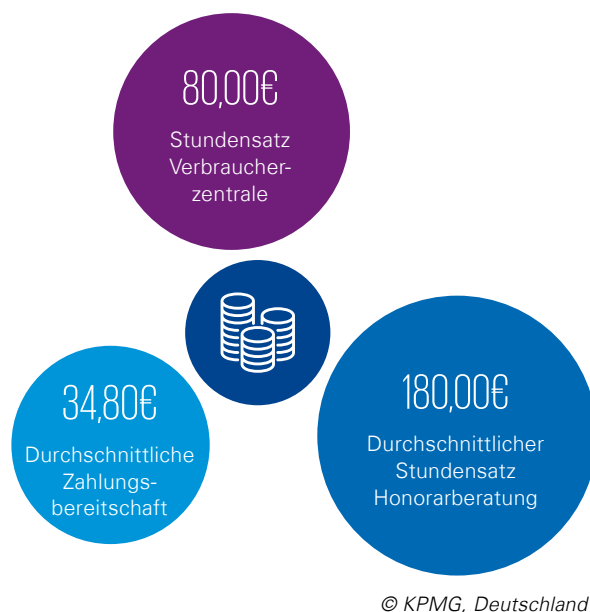 80,00€
Stundensatz
Verbraucher-
zentrale
34,80€
Durchschnittliche
Zahlungs-
bereitschaft
180,00€
Durchschnittlicher
Stundensatz
Honorarberatung
© KPMG, Deutschland